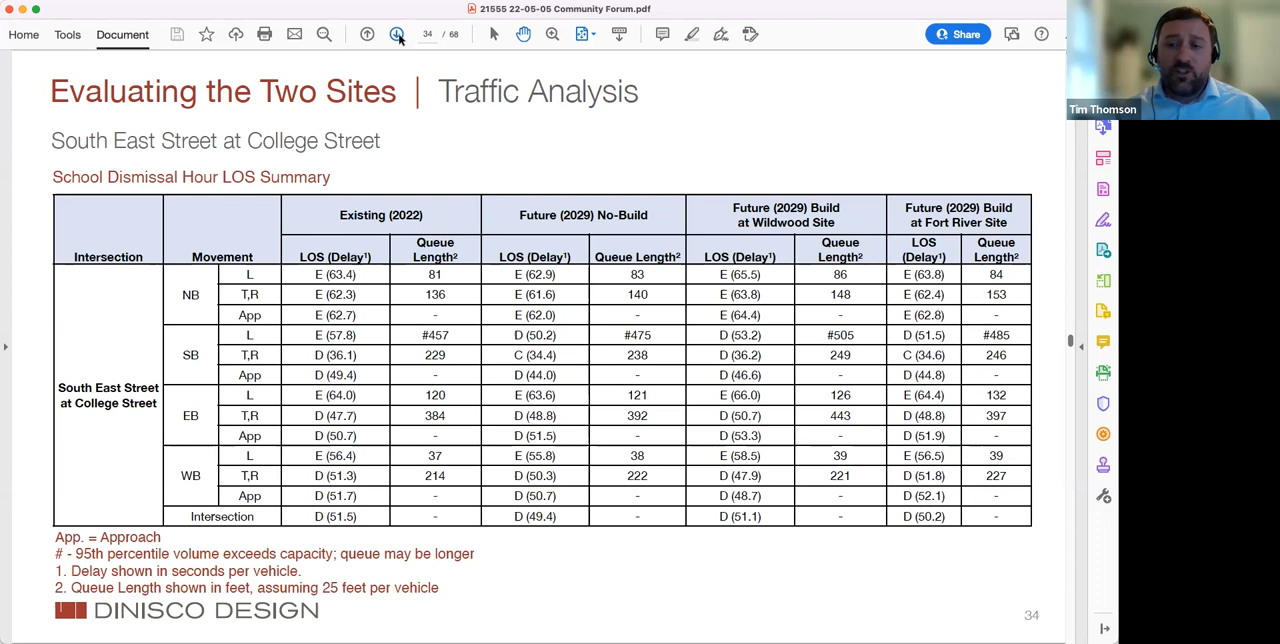 21555 22-05-05 Community Forum.pdf
Home Tools Document 34 / 68 Share
Tim Thomson
Evaluating the Two Sites | Traffic Analysis
South East Street at College Street
School Dismissal Hour LOS Summary
Intersection Movement Existing (2022) Future (2029) No-Build Future (2029) Build at Wildwood Site Future (2029) Build at Fort River Site
LOS (Delay¹) Queue Length² LOS (Delay¹) Queue Length² LOS (Delay¹) Queue Length² LOS (Delay¹) Queue Length²
South East Street at College Street
NB L E (63.4) 81 E (62.9) 83 E (65.5) 86 E (63.8) 84
T,R E (62.3) 136 E (61.6) 140 E (63.8) 148 E (62.4) 153
App E (62.7) - E (62.0) - E (64.4) - E (62.8) -
SB L E (57.8) #457 D (50.2) #475 D (53.2) #505 D (51.5) #485
T,R D (36.1) 229 C (34.4) 238 D (36.2) 249 C (34.6) 246
App D (49.4) - D (44.0) - D (46.6) - D (44.8) -
EB L E (64.0) 120 E (63.6) 121 E (66.0) 126 E (64.4) 132
T,R D (47.7) 384 D (48.8) 392 D (50.7) 443 D (48.8) 397
App D (50.7) - D (51.5) - D (53.3) - D (51.9) -
WB L E (56.4) 37 E (55.8) 38 E (58.5) 39 E (56.5) 39
T,R D (51.3) 214 D (50.3) 222 D (47.9) 221 D (51.8) 227
App D (51.7) - D (50.7) - D (48.7) - D (52.1) -
Intersection D (51.5) - D (49.4) - D (51.1) - D (50.2) -
App. = Approach
# - 95th percentile volume exceeds capacity; queue may be longer
1. Delay shown in seconds per vehicle.
2. Queue Length shown in feet, assuming 25 feet per vehicle
DINISCO DESIGN
34